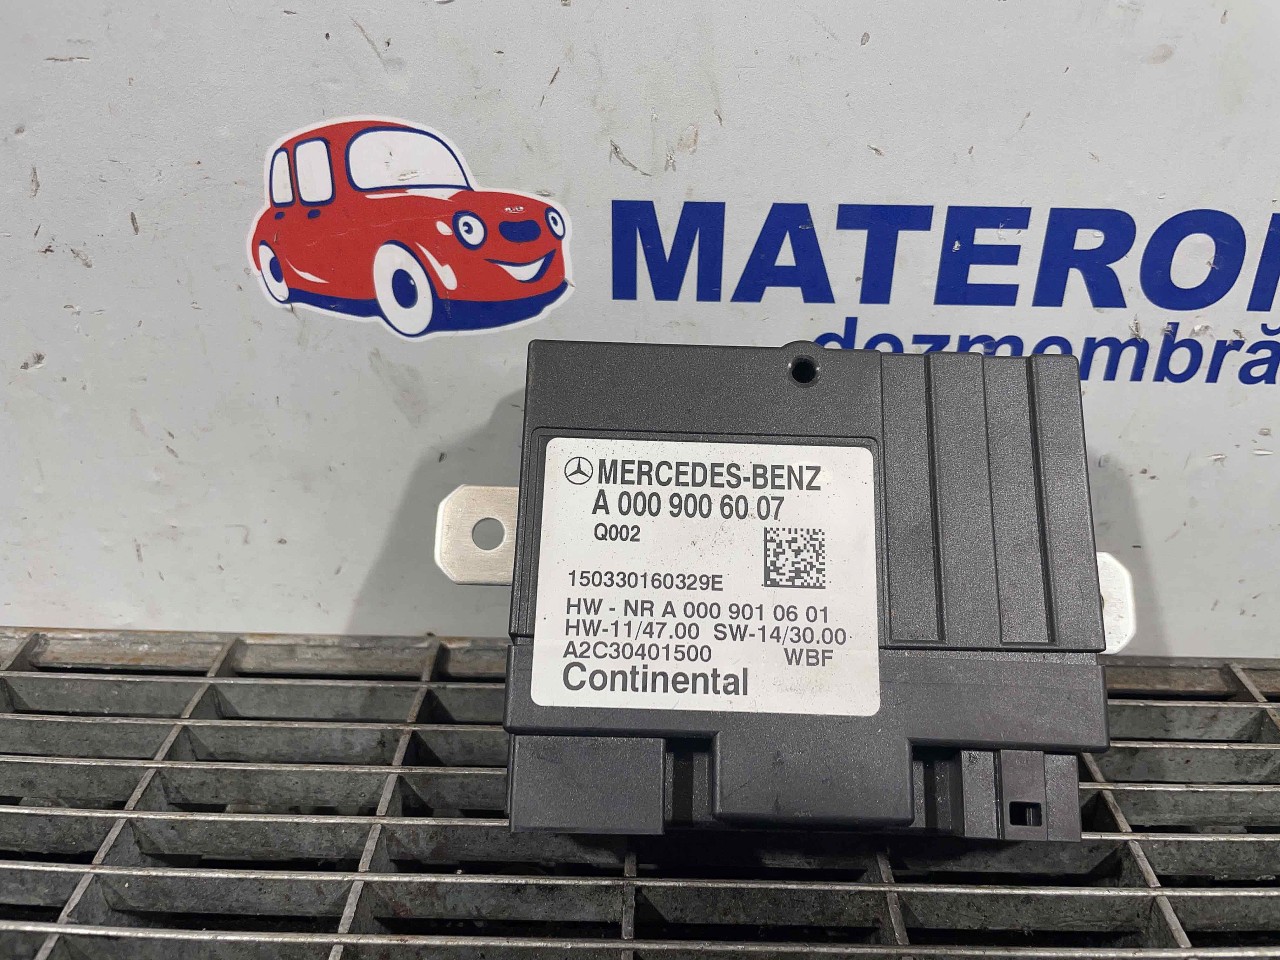 MATERO
dezmembră
MERCEDES-BENZ
A 000 900 60 07
Q002
150330160329E
HW - NR A 000 901 06 01
HW-11/47.00 SW-14/30.00
A2C30401500 WBF
Continental